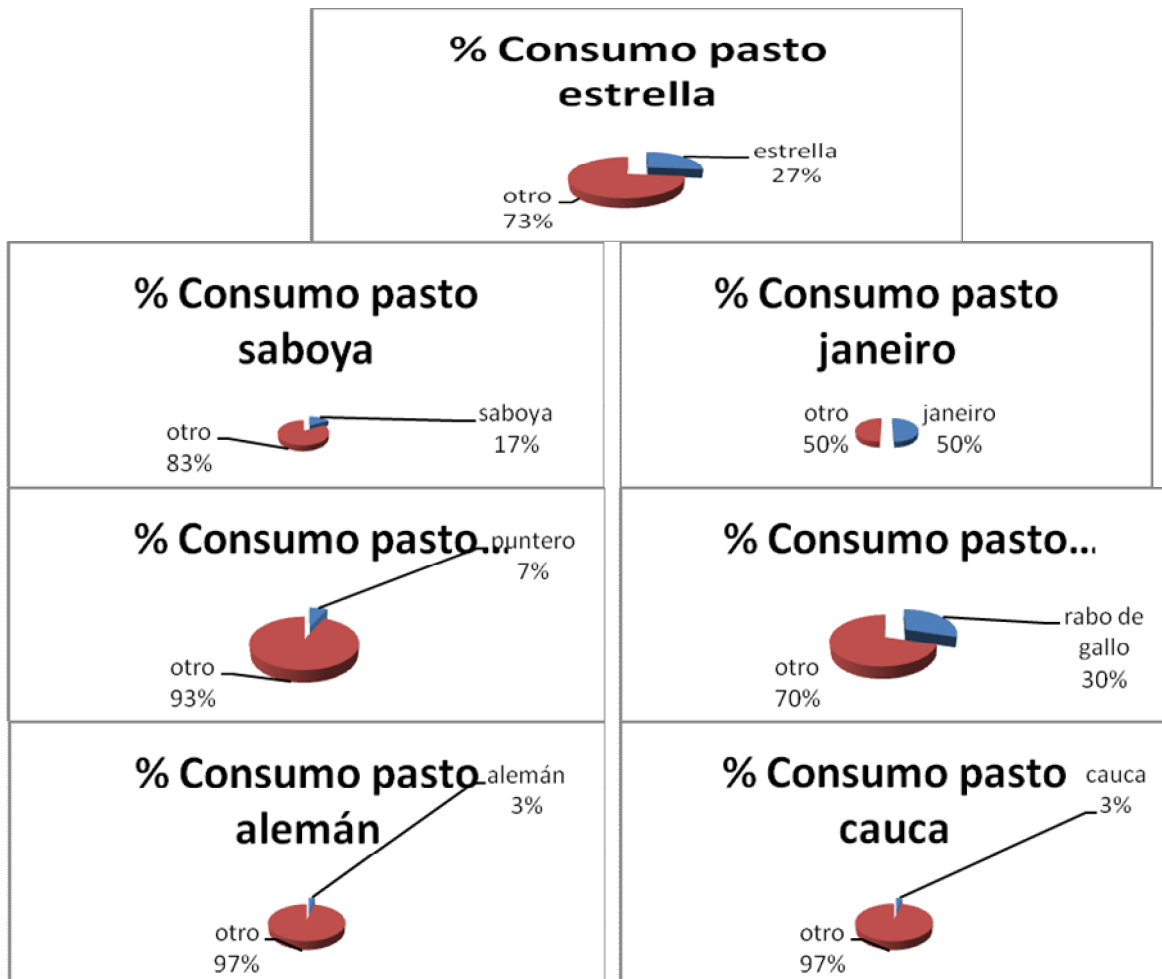 % Consumo pasto
estrella
estrella
27%
otro
73%
% Consumo pasto
saboya
saboya
17%
otro
83%
% Consumo pasto
janeiro
otro
50%
janeiro
50%
% Consumo pasto...
puntero
7%
otro
93%
% Consumo pasto...
rabo de
gallo
30%
otro
70%
% Consumo pasto
alemán
alemán
3%
otro
97%
% Consumo pasto
cauca
cauca
3%
otro
97%